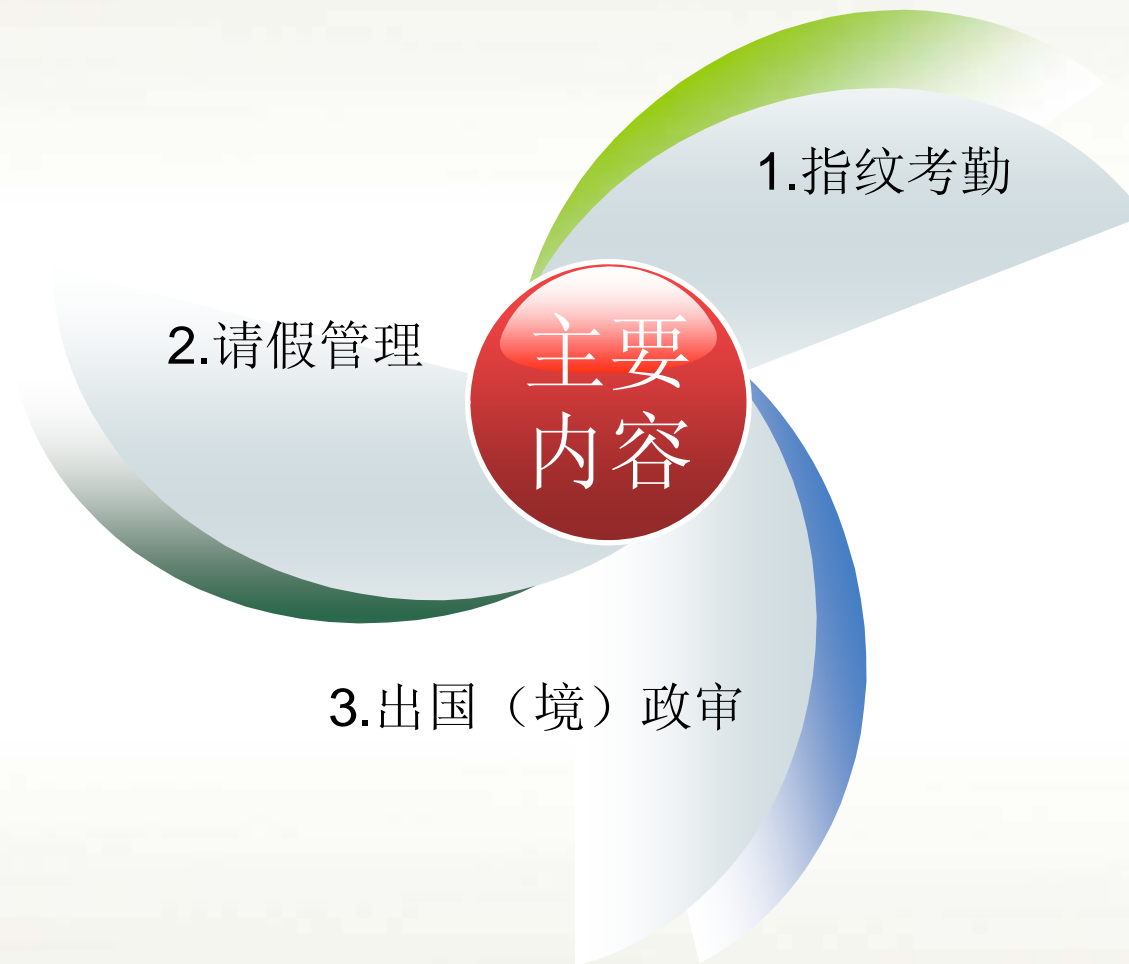 1.指纹考勤
2.请假管理
主要
内容
3.出国（境）政审